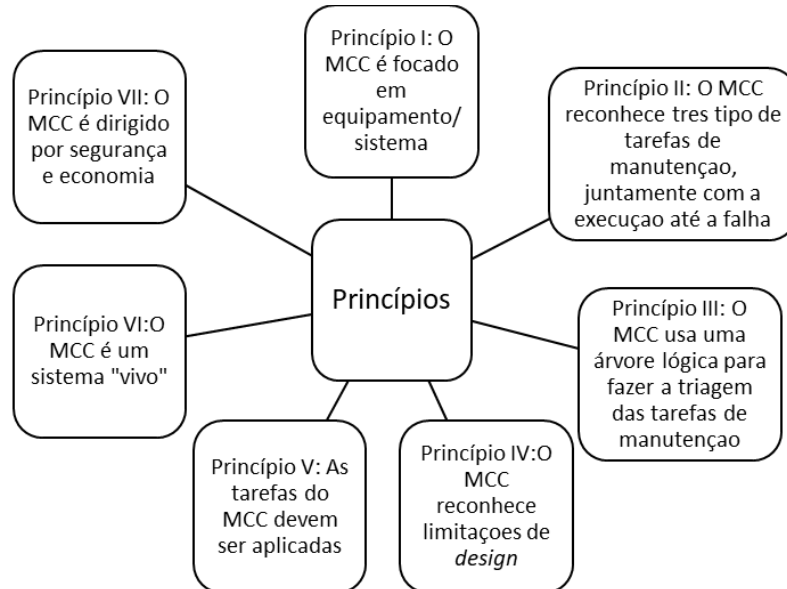 Princípios
Princípio I: O
MCC é focado
em
equipamento/
sistema
Princípio II: O MCC
reconhece tres tipo de
tarefas de
manutençao,
juntamente com a
execuçao até a falha
Princípio III: O
MCC usa uma
árvore lógica para
fazer a triagem
das tarefas de
manutençao
Princípio IV:O
MCC
reconhece
limitaçoes de
design
Princípio V: As
tarefas do
MCC devem
ser aplicadas
Princípio VI:O
MCC é um
sistema "vivo"
Princípio VII: O
MCC é dirigido
por segurança
e economia